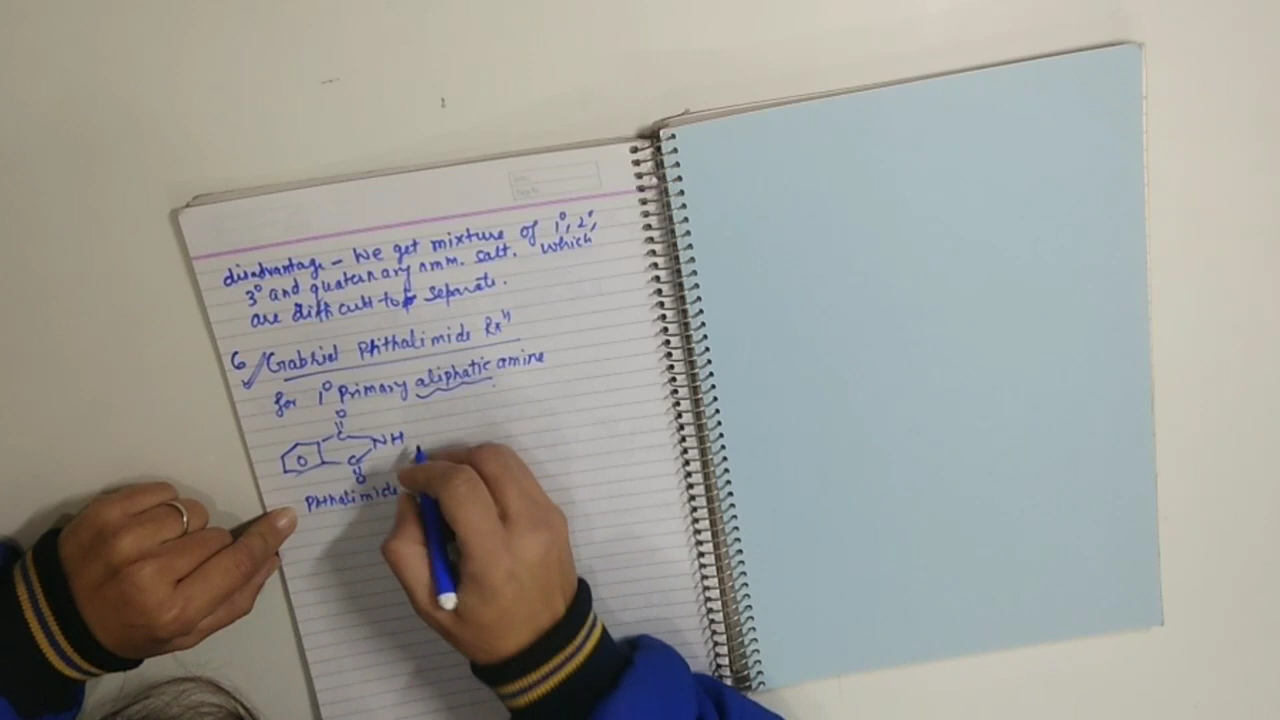 disadvantage - We get mixture of 1°, 2°,
3° and quaternary amm. salt. which
are difficult to separate.
6 Gabriel Phthalimide Rxⁿ
for 1° Primary aliphatic amine
O
C
NH
O
C
O
Phthalimide